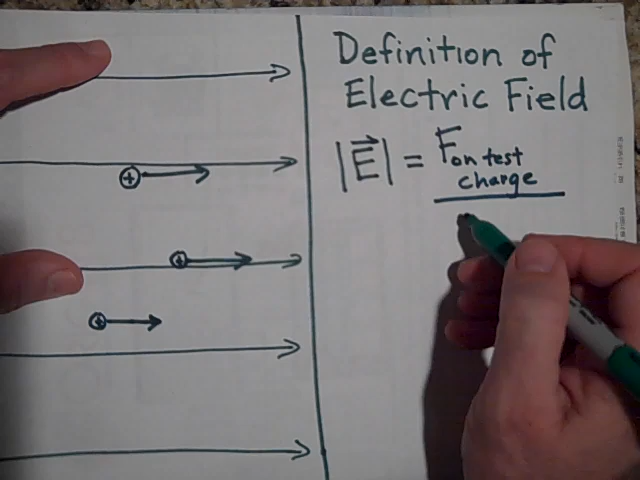 +
+
+
Definition of
Electric Field
|E⃗| = F on test
charge